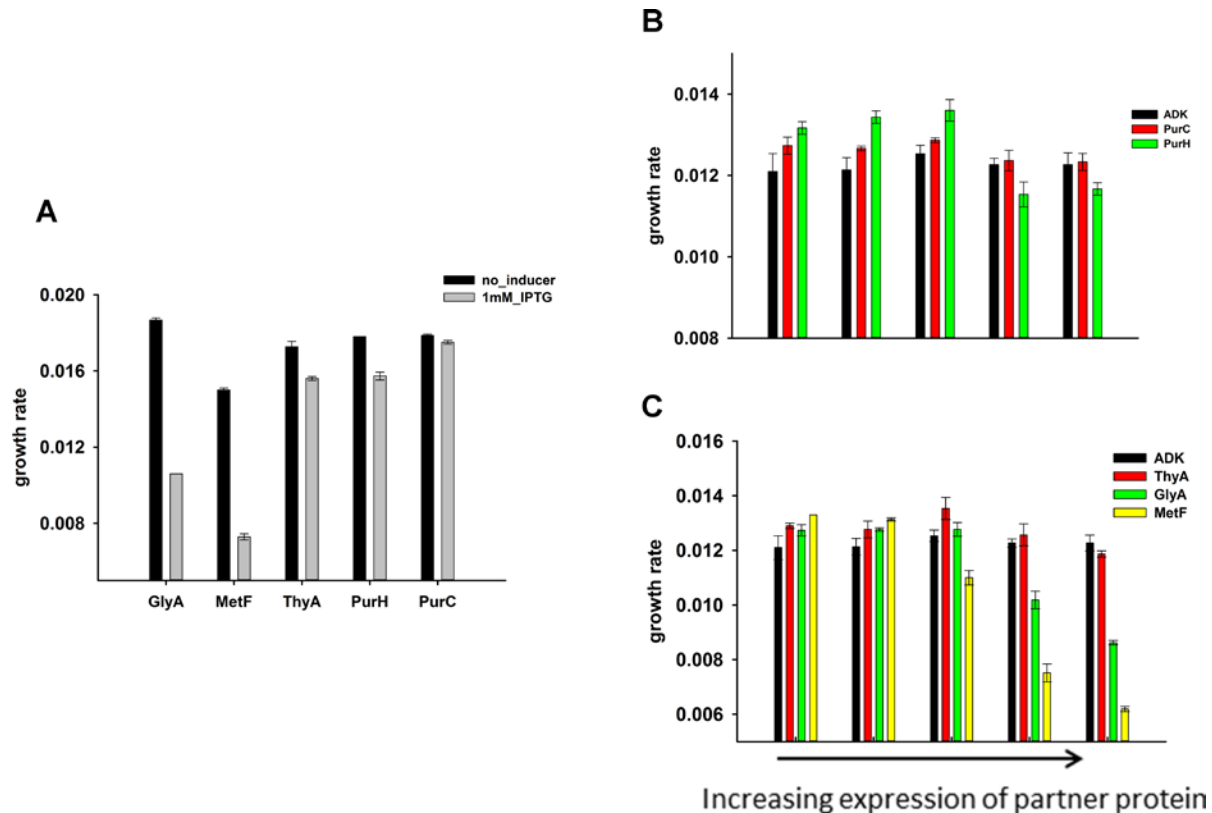 A
growth rate
0.020
0.016
0.012
0.008
no_inducer
1mM_IPTG
GlyA MetF ThyA PurH PurC
B
growth rate
0.014
0.012
0.010
0.008
ADK
PurC
PurH
C
growth rate
0.016
0.014
0.012
0.010
0.008
0.006
ADK
ThyA
GlyA
MetF
Increasing expression of partner protein